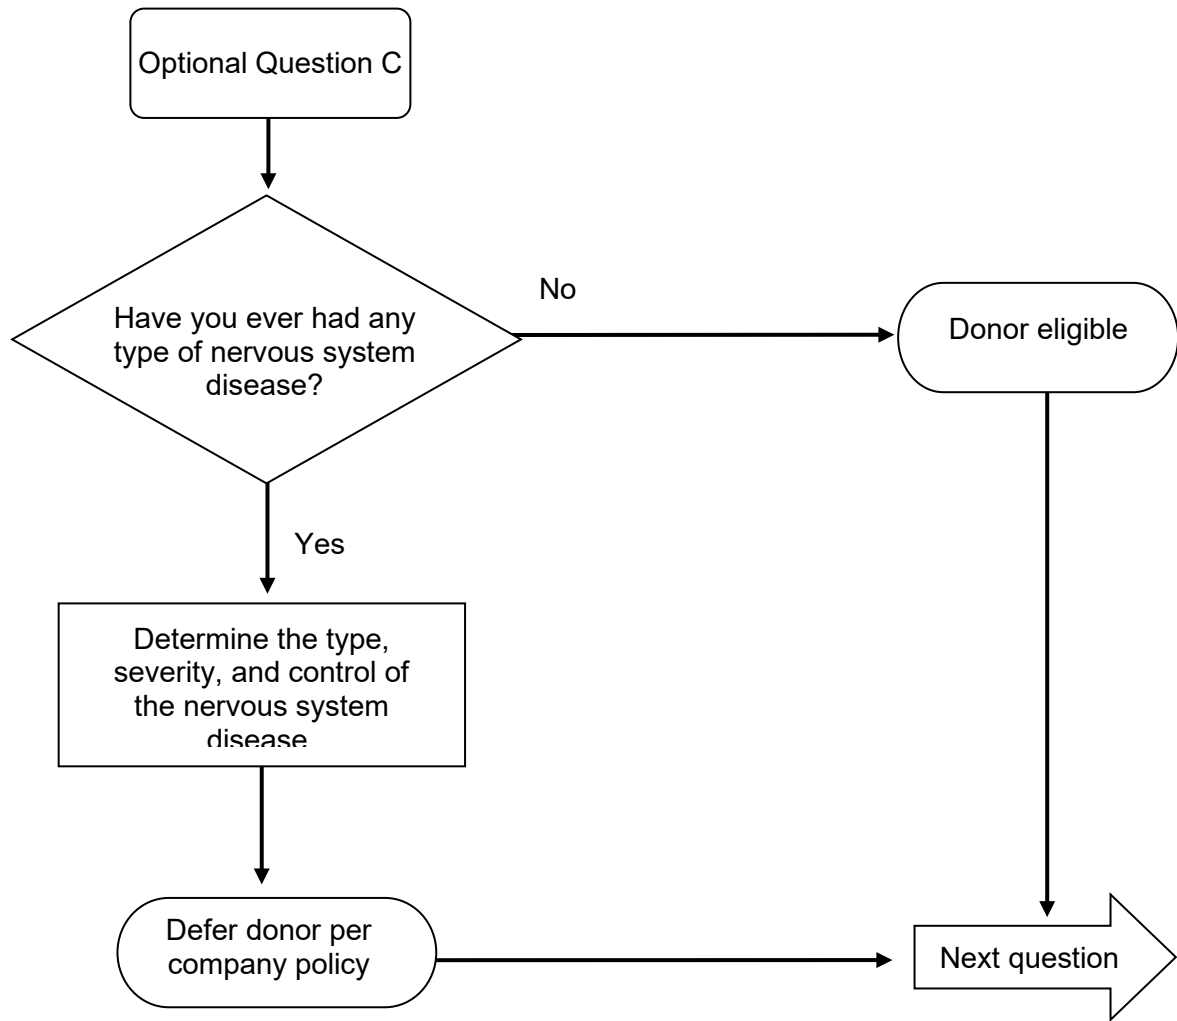 Optional Question C
Have you ever had any
type of nervous system
disease?
No
Donor eligible
Yes
Determine the type,
severity, and control of
the nervous system
disease
Defer donor per
company policy
Next question